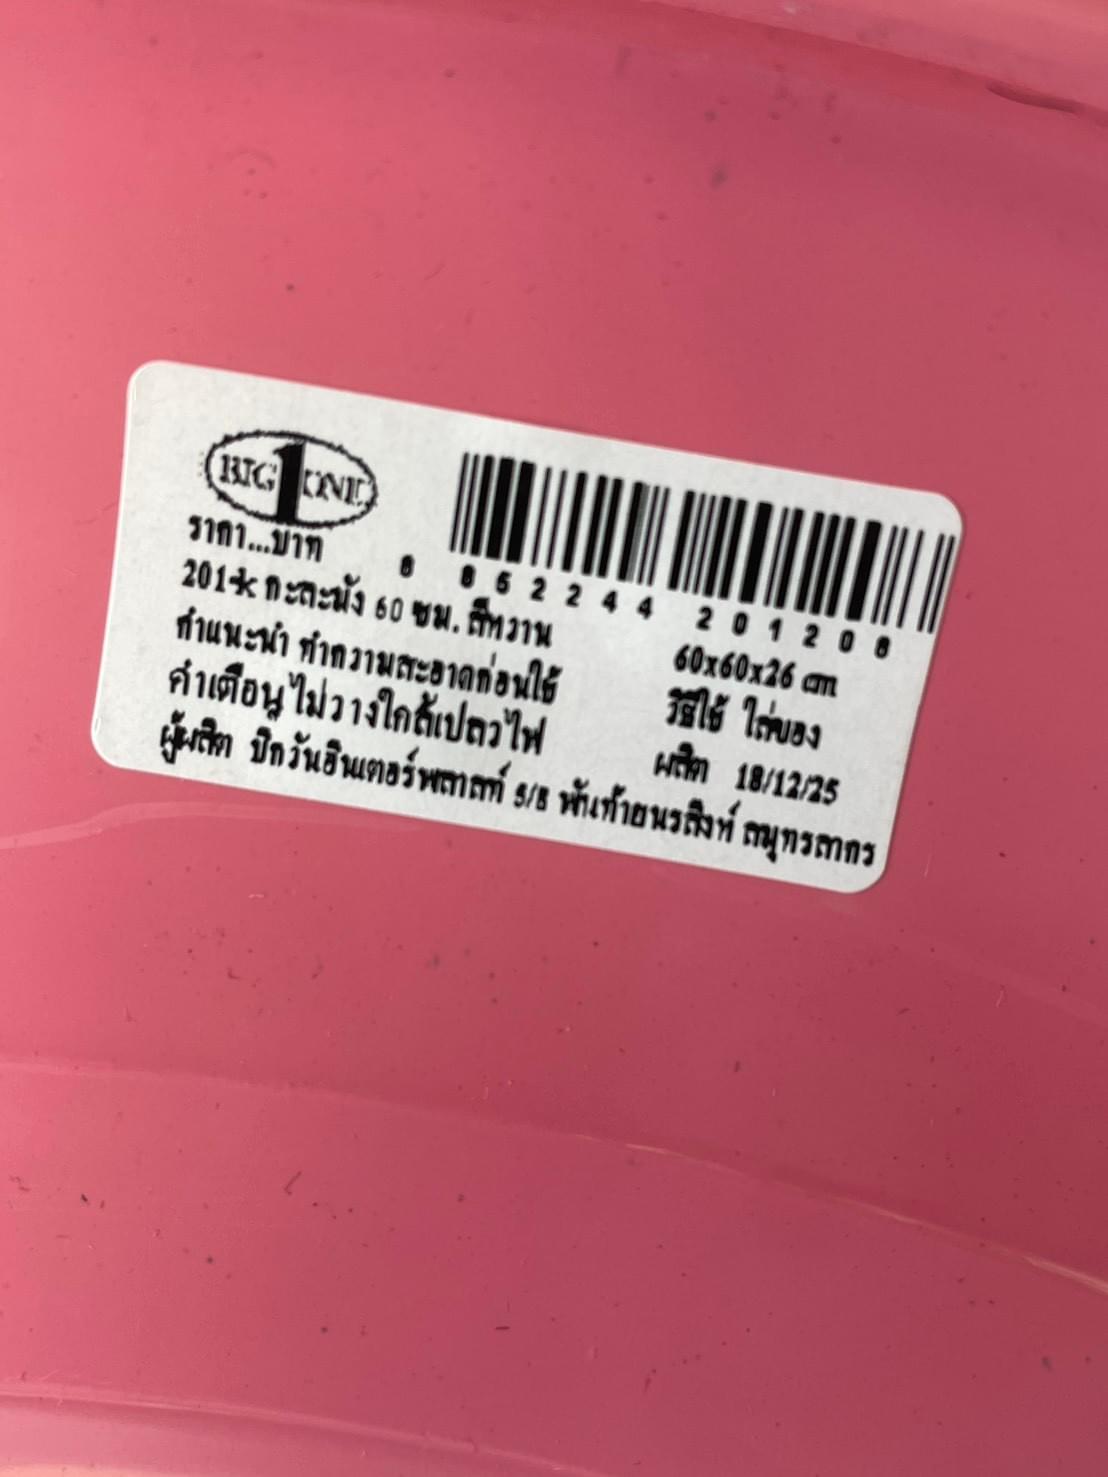 BIG 1 ONE
ราคา...บาท
8 852244 201208
201-K กะละมัง 60 ซม. สีหวาน
60x60x26 cm
คำแนะนำ ทำความสะอาดก่อนใช้
วิธีใช้ ใส่ของ
คำเตือน ไม่วางใกล้เปลวไฟ
ผลิต 18/12/25
ผู้ผลิต บิกวันอินเตอร์พลาสท์ 5/8 พันท้ายนรสิงห์ สมุทรสาคร